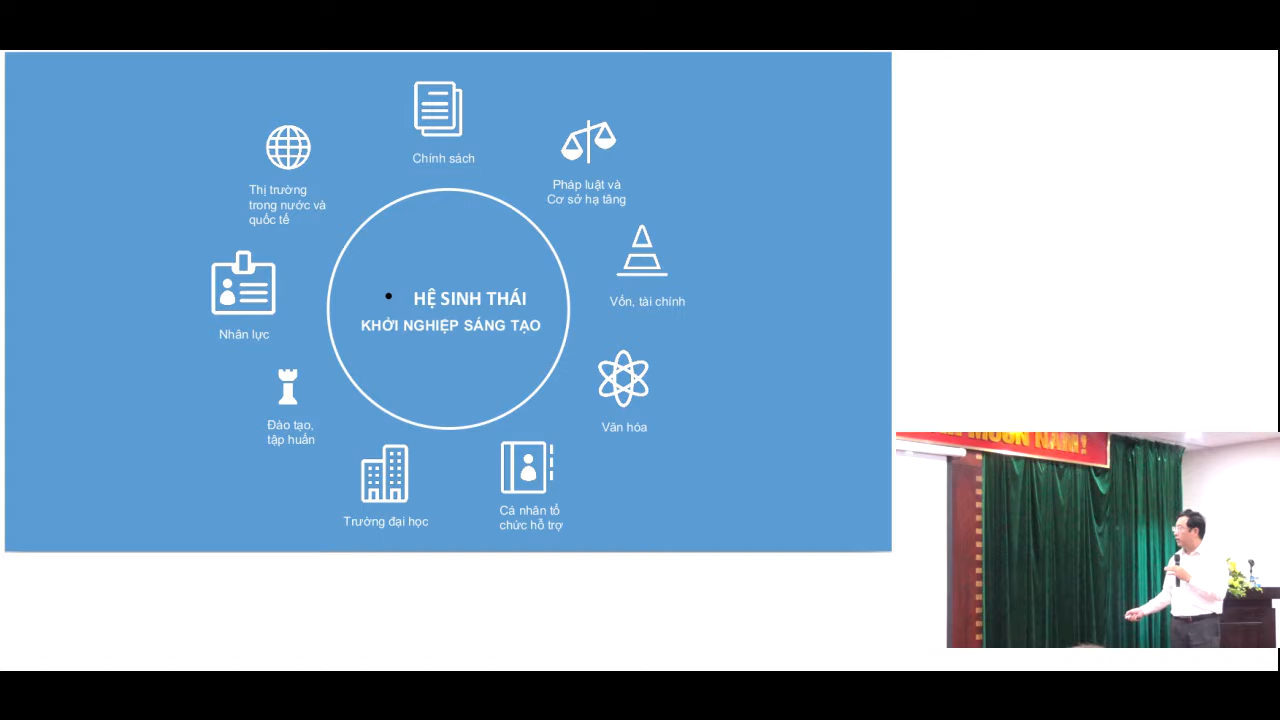 Chính sách
Thị trường
trong nước và
quốc tế
Pháp luật và
Cơ sở hạ tầng
Vốn, tài chính
Nhân lực
• HỆ SINH THÁI
KHỞI NGHIỆP SÁNG TẠO
Văn hóa
Đào tạo,
tập huấn
Trường đại học
Cá nhân tổ
chức hỗ trợ
MUÔN NĂM!